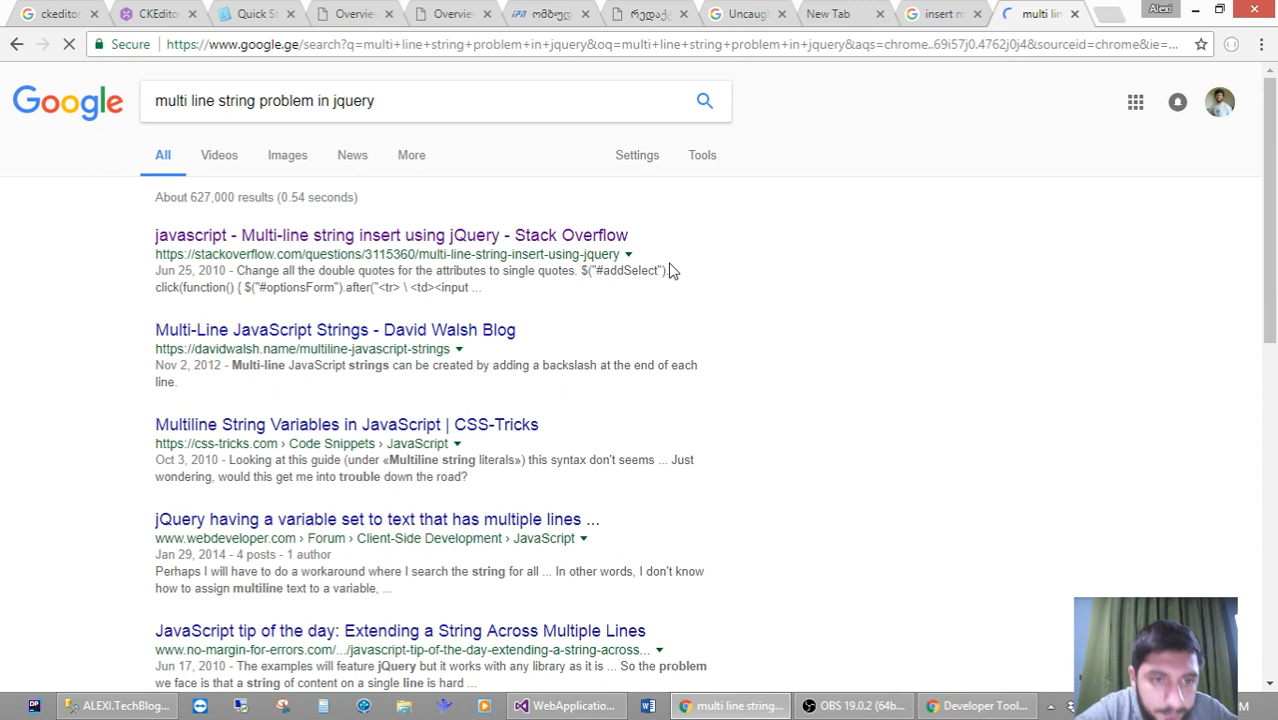 ckeditor
CKEditor
Quick St
Overview
Overview
რედაქ
Uncaugh
New Tab
insert m
multi lin
Alexi
Secure
https://www.google.ge/search?q=multi+line+string+problem+in+jquery&oq=multi+line+string+problem+in+jquery&aqs=chrome..69i57j0.4762j0j4&sourceid=chrome&ie=...
Google
multi line string problem in jquery
All
Videos
Images
News
More
Settings
Tools
About 627,000 results (0.54 seconds)
javascript - Multi-line string insert using jQuery - Stack Overflow
https://stackoverflow.com/questions/3115360/multi-line-string-insert-using-jquery
Jun 25, 2010 - Change all the double quotes for the attributes to single quotes. $("#addSelect").
click(function() { $("#optionsForm").after("<tr> \ <td><input ...
Multi-Line JavaScript Strings - David Walsh Blog
https://davidwalsh.name/multiline-javascript-strings
Nov 2, 2012 - Multi-line JavaScript strings can be created by adding a backslash at the end of each
line.
Multiline String Variables in JavaScript | CSS-Tricks
https://css-tricks.com › Code Snippets › JavaScript
Oct 3, 2010 - Looking at this guide (under «Multiline string literals») this syntax don't seems ... Just
wondering, would this get me into trouble down the road?
jQuery having a variable set to text that has multiple lines ...
www.webdeveloper.com › Forum › Client-Side Development › JavaScript
Jan 29, 2014 - 4 posts - 1 author
Perhaps I will have to do a workaround where I search the string for all ... In other words, I don't know
how to assign multiline text to a variable, ...
JavaScript tip of the day: Extending a String Across Multiple Lines
www.no-margin-for-errors.com/.../javascript-tip-of-the-day-extending-a-string-across...
Jun 17, 2010 - The examples will feature jQuery but it works with any library as it is ... So the problem
we face is that a string of content on a single line is hard ...
ALEXI.TechBlog...
WebApplicatio...
multi line string...
OBS 19.0.2 (64b...
Developer Tool...